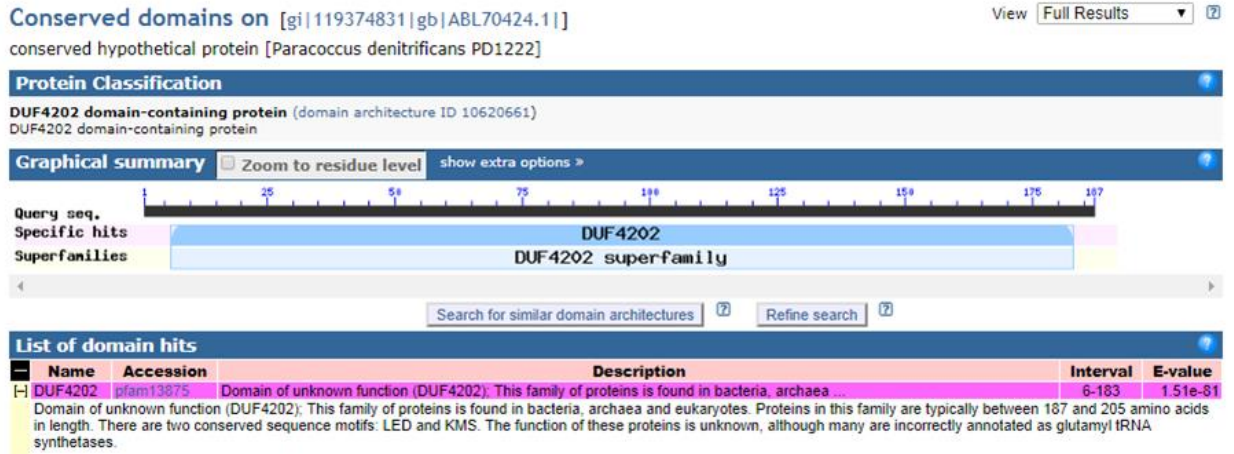 Conserved domains on [gi|119374831|gb|ABL70424.1|]
View Full Results
conserved hypothetical protein [Paracoccus denitrificans PD1222]
Protein Classification
DUF4202 domain-containing protein (domain architecture ID 10620661)
DUF4202 domain-containing protein
Graphical summary Zoom to residue level show extra options »
1 25 50 75 100 125 150 175 187
Query seq.
Specific hits DUF4202
Superfamilies DUF4202 superfamily
Search for similar domain architectures ? Refine search ?
List of domain hits
Name Accession Description Interval E-value
[-] DUF4202 pfam13875 Domain of unknown function (DUF4202); This family of proteins is found in bacteria, archaea ... 6-183 1.51e-81
Domain of unknown function (DUF4202); This family of proteins is found in bacteria, archaea and eukaryotes. Proteins in this family are typically between 187 and 205 amino acids
in length. There are two conserved sequence motifs: LED and KMS. The function of these proteins is unknown, although many are incorrectly annotated as glutamyl tRNA
synthetases.